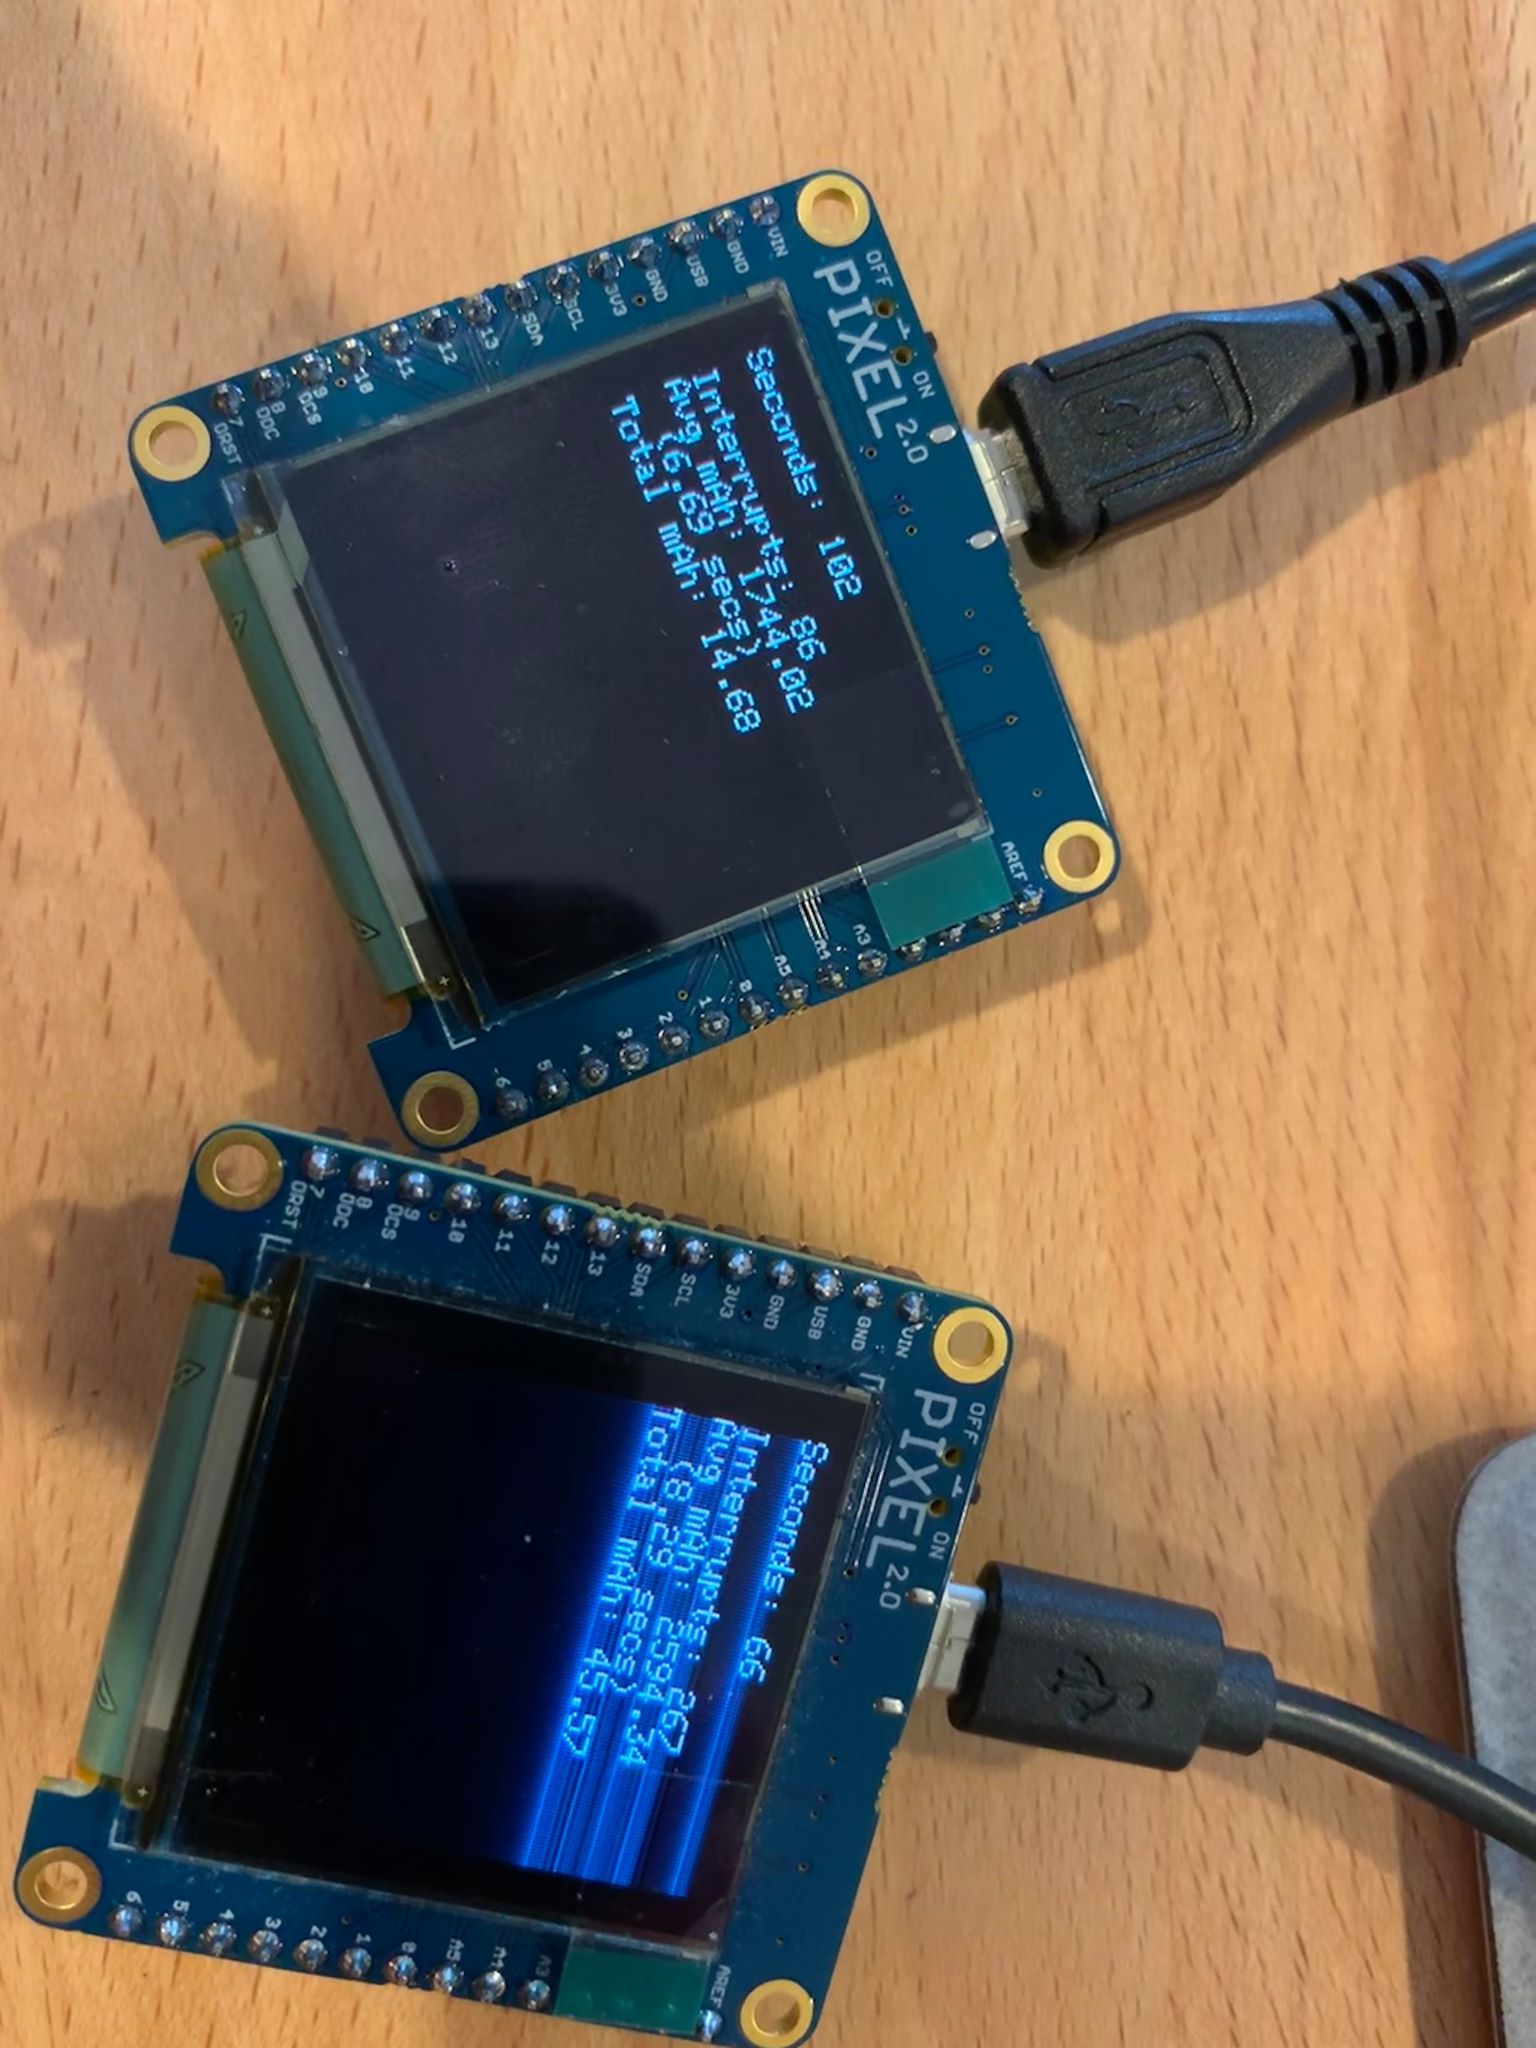 OFF ON
PIXEL 2.0
VIN
GND
USB
GND
3V3
SCL
SDA
13
12
11
10
9 OCS
8 ODC
7 ORST
Seconds: 102
Interrupts: 86
Avg mAh: 1744.02
(6.69 secs)
Total mAh: 14.68
AREF
A3
A4
A5
0
1
2
3
4
5
6
OFF ON
PIXEL 2.0
VIN
GND
USB
GND
3V3
SCL
SDA
13
12
11
10
9 OCS
8 ODC
7 ORST
Seconds: 66
Interrupts: 267
Avg mAh: 2594.34
(8.29 secs)
Total mAh: 45.57
AREF
A3
A4
A5
0
1
2
3
4
5
6